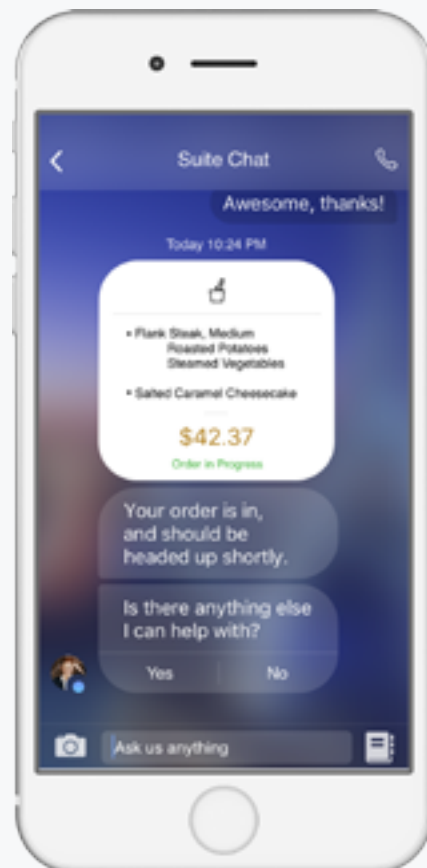 Suite Chat
Awesome, thanks!
Today 10:24 PM
• Flank Steak, Medium
Roasted Potatoes
Steamed Vegetables
• Salted Caramel Cheesecake
$42.37
Order in Progress
Your order is in,
and should be
headed up shortly.
Is there anything else
I can help with?
Yes No
Ask us anything